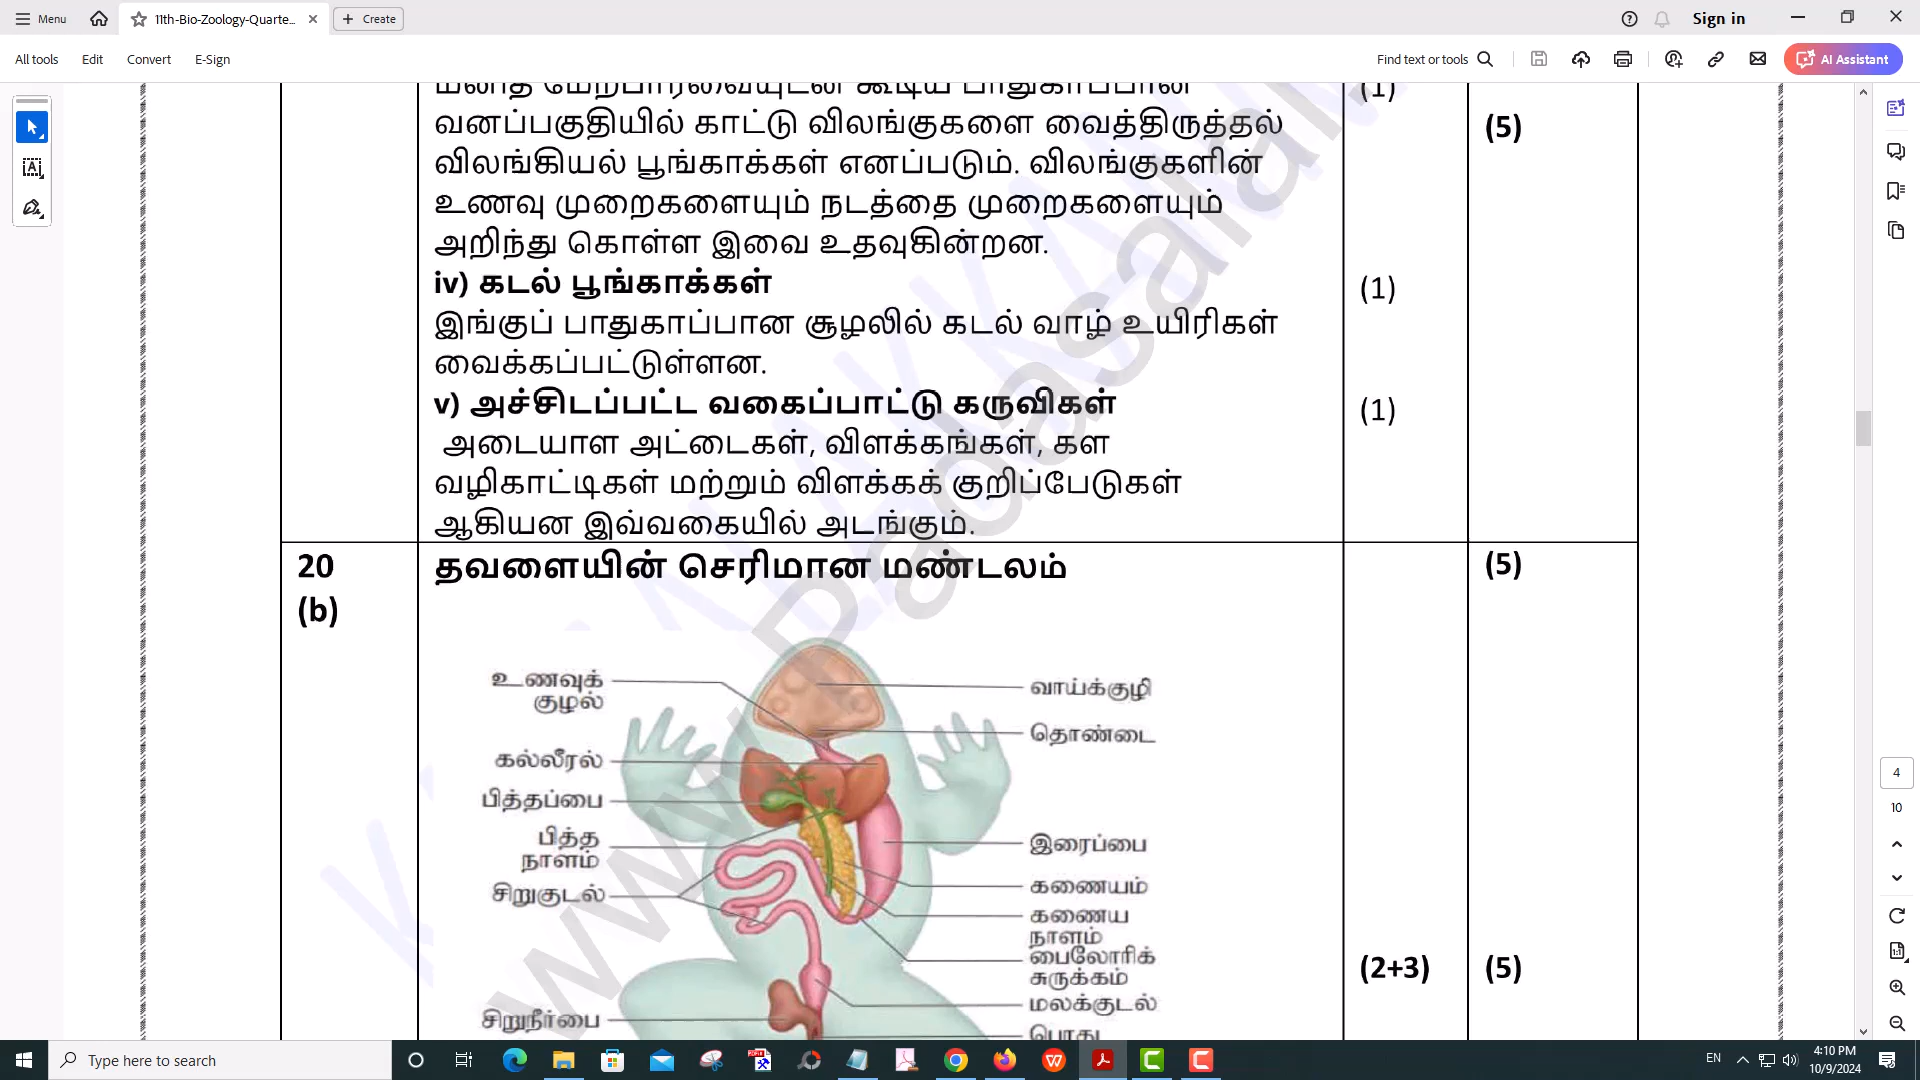 Menu
11th-Bio-Zoology-Quarte...
Create
Sign in
All tools
Edit
Convert
E-Sign
Find text or tools
AI Assistant
மனித மேற்பார்வையுடன் கூடிய பாதுகாப்பான (1)
வனப்பகுதியில் காட்டு விலங்குகளை வைத்திருத்தல் (5)
விலங்கியல் பூங்காக்கள் எனப்படும். விலங்குகளின்
உணவு முறைகளையும் நடத்தை முறைகளையும்
அறிந்து கொள்ள இவை உதவுகின்றன.
iv) கடல் பூங்காக்கள் (1)
இங்குப் பாதுகாப்பான சூழலில் கடல் வாழ் உயிரிகள்
வைக்கப்பட்டுள்ளன.
v) அச்சிடப்பட்ட வகைப்பாட்டு கருவிகள் (1)
அடையாள அட்டைகள், விளக்கங்கள், கள
வழிகாட்டிகள் மற்றும் விளக்கக் குறிப்பேடுகள்
ஆகியன இவ்வகையில் அடங்கும்.
20 தவளையின் செரிமான மண்டலம் (5)
(b)
உணவுக்
குழல்
வாய்க்குழி
தொண்டை
கல்லீரல்
பித்தப்பை
பித்த
நாளம்
இரைப்பை
சிறுகுடல்
கணையம்
கணைய
நாளம்
பைலோரிக்
சுருக்கம்
(2+3) (5)
மலக்குடல்
சிறுநீர்பை
பொது
www.Padasalai
4
10
Type here to search
EN
4:10 PM
10/9/2024